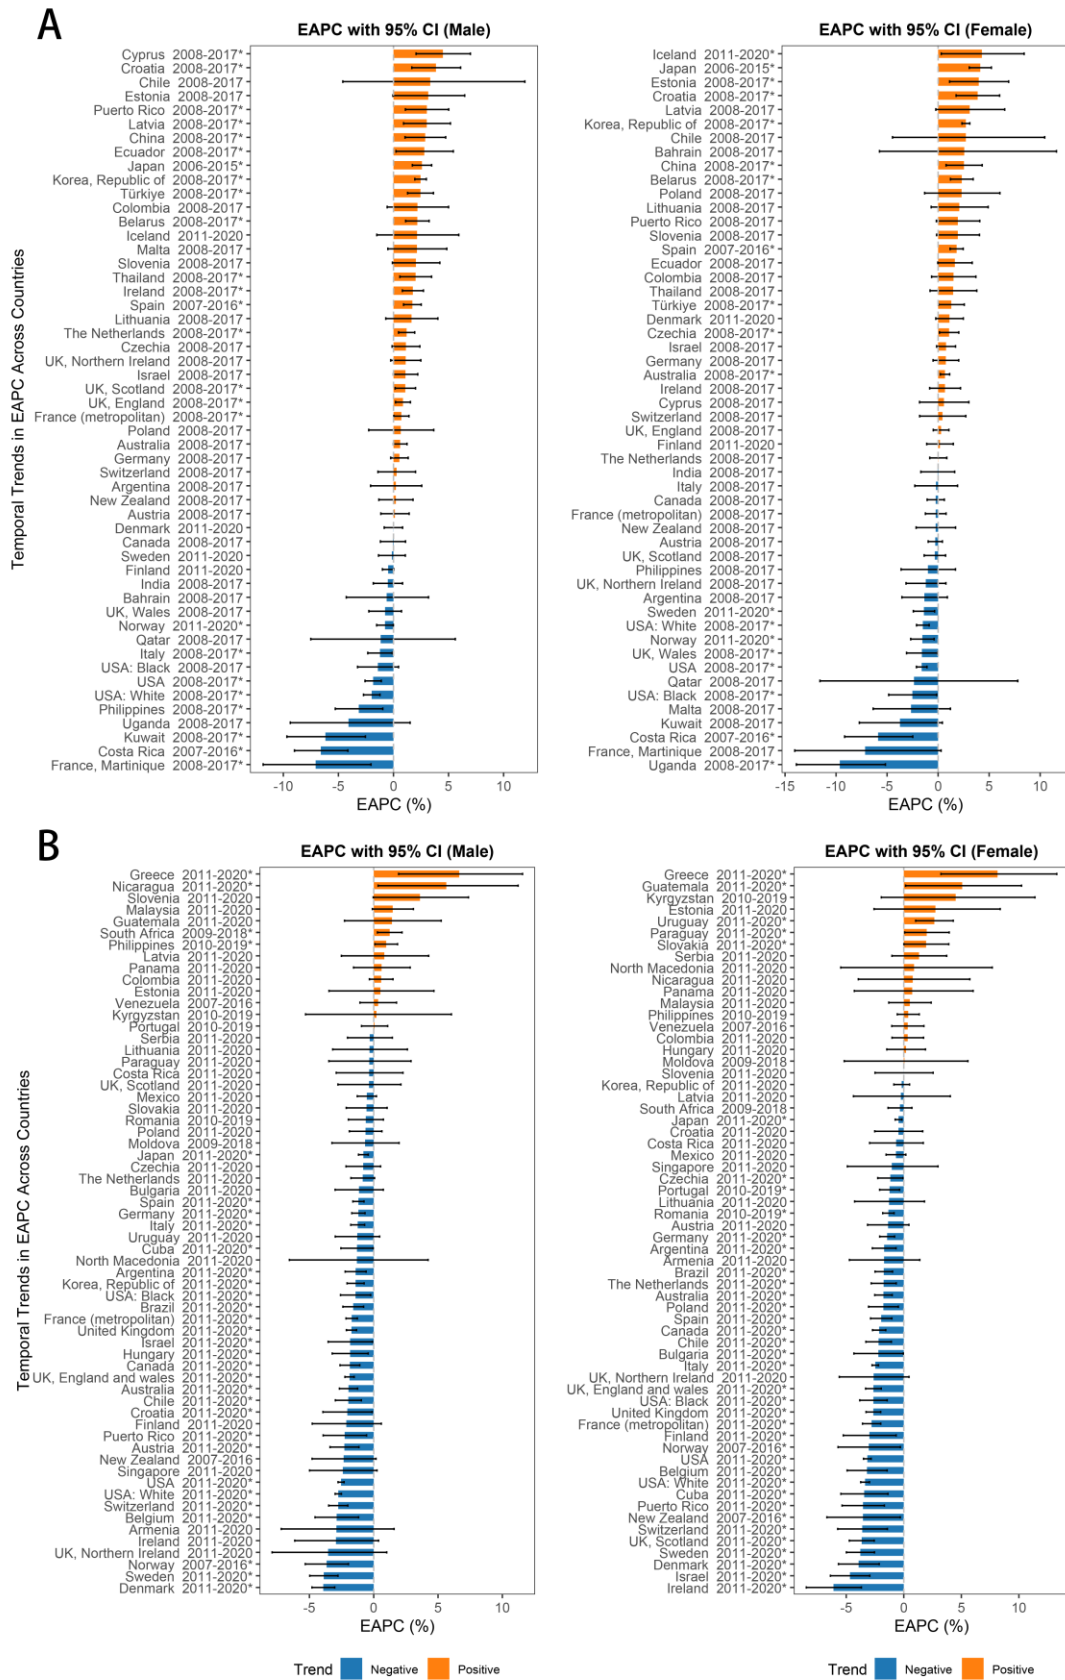 A
EAPC with 95% CI (Male)
Cyprus 2008-2017*
Croatia 2008-2017*
Chile 2008-2017
Estonia 2008-2017
Puerto Rico 2008-2017*
Latvia 2008-2017*
China 2008-2017*
Ecuador 2008-2017*
Japan 2006-2015*
Korea, Republic of 2008-2017*
Türkiye 2008-2017*
Colombia 2008-2017
Belarus 2008-2017*
Iceland 2011-2020
Malta 2008-2017
Slovenia 2008-2017
Thailand 2008-2017*
Ireland 2008-2017*
Spain 2007-2016*
Lithuania 2008-2017
The Netherlands 2008-2017*
Czechia 2008-2017
UK, Northern Ireland 2008-2017
Israel 2008-2017
UK, Scotland 2008-2017*
UK, England 2008-2017*
France (metropolitan) 2008-2017*
Poland 2008-2017
Australia 2008-2017
Germany 2008-2017
Switzerland 2008-2017
Argentina 2008-2017
New Zealand 2008-2017
Austria 2008-2017
Denmark 2011-2020
Canada 2008-2017
Sweden 2011-2020
Finland 2011-2020
India 2008-2017
Bahrain 2008-2017
UK, Wales 2008-2017
Norway 2011-2020*
Qatar 2008-2017
Italy 2008-2017*
USA: Black 2008-2017
USA 2008-2017*
USA: White 2008-2017*
Philippines 2008-2017*
Uganda 2008-2017
Kuwait 2008-2017*
Costa Rica 2007-2016*
France, Martinique 2008-2017*
-10 -5 0 5 10
EAPC (%)
Temporal Trends in EAPC Across Countries
EAPC with 95% CI (Female)
Iceland 2011-2020*
Japan 2006-2015*
Estonia 2008-2017*
Croatia 2008-2017*
Latvia 2008-2017
Korea, Republic of 2008-2017*
Chile 2008-2017
Bahrain 2008-2017
China 2008-2017*
Belarus 2008-2017*
Poland 2008-2017
Lithuania 2008-2017
Puerto Rico 2008-2017
Slovenia 2008-2017
Spain 2007-2016*
Ecuador 2008-2017
Colombia 2008-2017
Thailand 2008-2017
Türkiye 2008-2017*
Denmark 2011-2020
Czechia 2008-2017*
Israel 2008-2017
Germany 2008-2017
Australia 2008-2017*
Ireland 2008-2017
Cyprus 2008-2017
Switzerland 2008-2017
UK, England 2008-2017
Finland 2011-2020
The Netherlands 2008-2017
India 2008-2017
Italy 2008-2017
Canada 2008-2017
France (metropolitan) 2008-2017
New Zealand 2008-2017
Austria 2008-2017
UK, Scotland 2008-2017
Philippines 2008-2017
UK, Northern Ireland 2008-2017
Argentina 2008-2017
Sweden 2011-2020*
USA: White 2008-2017*
Norway 2011-2020*
UK, Wales 2008-2017*
USA 2008-2017*
Qatar 2008-2017
USA: Black 2008-2017*
Malta 2008-2017
Kuwait 2008-2017
Costa Rica 2007-2016*
France, Martinique 2008-2017
Uganda 2008-2017*
-15 -10 -5 0 5 10
EAPC (%)
B
EAPC with 95% CI (Male)
Greece 2011-2020*
Nicaragua 2011-2020*
Slovenia 2011-2020
Malaysia 2011-2020
Guatemala 2011-2020
South Africa 2009-2018*
Philippines 2010-2019*
Latvia 2011-2020
Panama 2011-2020
Colombia 2011-2020
Estonia 2011-2020
Venezuela 2007-2016
Kyrgyzstan 2010-2019
Portugal 2010-2019
Serbia 2011-2020
Lithuania 2011-2020
Paraguay 2011-2020
Costa Rica 2011-2020
UK, Scotland 2011-2020
Mexico 2011-2020
Slovakia 2011-2020
Romania 2010-2019
Poland 2011-2020
Moldova 2009-2018
Japan 2011-2020*
Czechia 2011-2020
The Netherlands 2011-2020
Bulgaria 2011-2020
Spain 2011-2020*
Germany 2011-2020*
Italy 2011-2020*
Uruguay 2011-2020
Cuba 2011-2020*
North Macedonia 2011-2020
Argentina 2011-2020*
Korea, Republic of 2011-2020*
USA: Black 2011-2020*
Brazil 2011-2020*
France (metropolitan) 2011-2020*
United Kingdom 2011-2020*
Israel 2011-2020
Hungary 2011-2020*
Canada 2011-2020*
UK, England and wales 2011-2020*
Australia 2011-2020*
Chile 2011-2020*
Croatia 2011-2020*
Finland 2011-2020
Puerto Rico 2011-2020*
Austria 2011-2020*
New Zealand 2007-2016
Singapore 2011-2020
USA 2011-2020*
USA: White 2011-2020*
Switzerland 2011-2020*
Belgium 2011-2020*
Armenia 2011-2020
Ireland 2011-2020
UK, Northern Ireland 2011-2020
Norway 2007-2016*
Sweden 2011-2020*
Denmark 2011-2020*
-5 0 5 10
EAPC (%)
Temporal Trends in EAPC Across Countries
EAPC with 95% CI (Female)
Greece 2011-2020*
Guatemala 2011-2020*
Kyrgyzstan 2010-2019
Estonia 2011-2020
Uruguay 2011-2020*
Paraguay 2011-2020*
Slovakia 2011-2020*
Serbia 2011-2020
North Macedonia 2011-2020
Nicaragua 2011-2020
Panama 2011-2020
Malaysia 2011-2020
Philippines 2010-2019
Venezuela 2007-2016
Colombia 2011-2020
Hungary 2011-2020
Moldova 2009-2018
Slovenia 2011-2020
Korea, Republic of 2011-2020
Latvia 2011-2020
South Africa 2009-2018
Japan 2011-2020*
Croatia 2011-2020
Costa Rica 2011-2020
Mexico 2011-2020
Singapore 2011-2020
Czechia 2011-2020*
Portugal 2010-2019*
Lithuania 2011-2020
Romania 2010-2019*
Austria 2011-2020
Germany 2011-2020*
Argentina 2011-2020*
Armenia 2011-2020
Brazil 2011-2020*
The Netherlands 2011-2020*
Australia 2011-2020*
Poland 2011-2020*
Spain 2011-2020*
Canada 2011-2020*
Chile 2011-2020*
Bulgaria 2011-2020*
Italy 2011-2020*
UK, Northern Ireland 2011-2020
UK, England and wales 2011-2020*
USA: Black 2011-2020*
United Kingdom 2011-2020*
France (metropolitan) 2011-2020*
Finland 2011-2020*
Norway 2007-2016*
USA 2011-2020*
Belgium 2011-2020*
USA: White 2011-2020*
Cuba 2011-2020*
Puerto Rico 2011-2020*
New Zealand 2007-2016*
Switzerland 2011-2020*
UK, Scotland 2011-2020*
Sweden 2011-2020*
Denmark 2011-2020*
Israel 2011-2020*
Ireland 2011-2020*
-5 0 5 10
EAPC (%)
Trend Negative Positive
Trend Negative Positive